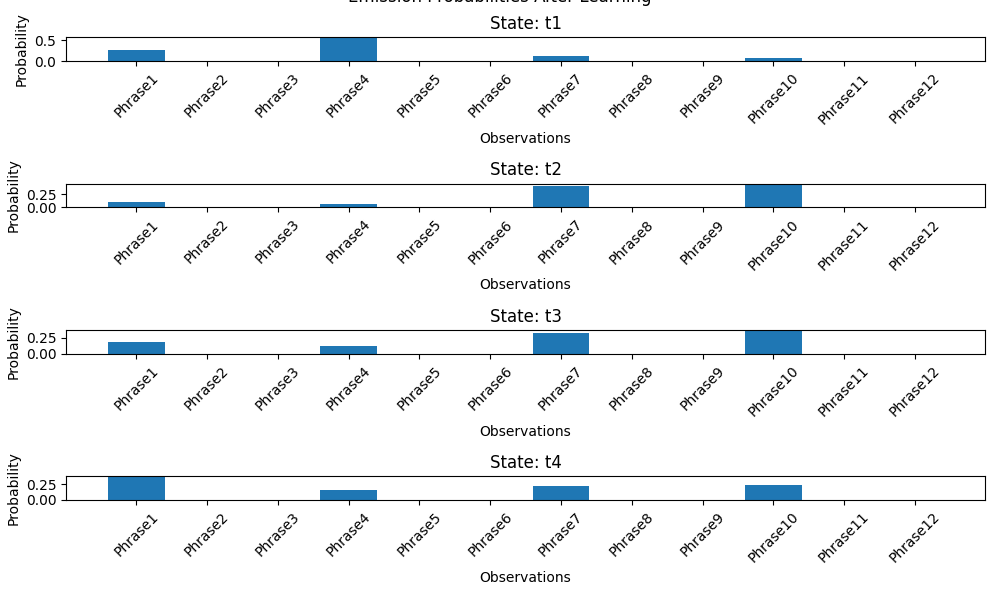 Emission Probabilities After Learning
State: t1
Probability
0.5
0.0
Phrase1 Phrase2 Phrase3 Phrase4 Phrase5 Phrase6 Phrase7 Phrase8 Phrase9 Phrase10 Phrase11 Phrase12
Observations
State: t2
Probability
0.25
0.00
Phrase1 Phrase2 Phrase3 Phrase4 Phrase5 Phrase6 Phrase7 Phrase8 Phrase9 Phrase10 Phrase11 Phrase12
Observations
State: t3
Probability
0.25
0.00
Phrase1 Phrase2 Phrase3 Phrase4 Phrase5 Phrase6 Phrase7 Phrase8 Phrase9 Phrase10 Phrase11 Phrase12
Observations
State: t4
Probability
0.25
0.00
Phrase1 Phrase2 Phrase3 Phrase4 Phrase5 Phrase6 Phrase7 Phrase8 Phrase9 Phrase10 Phrase11 Phrase12
Observations